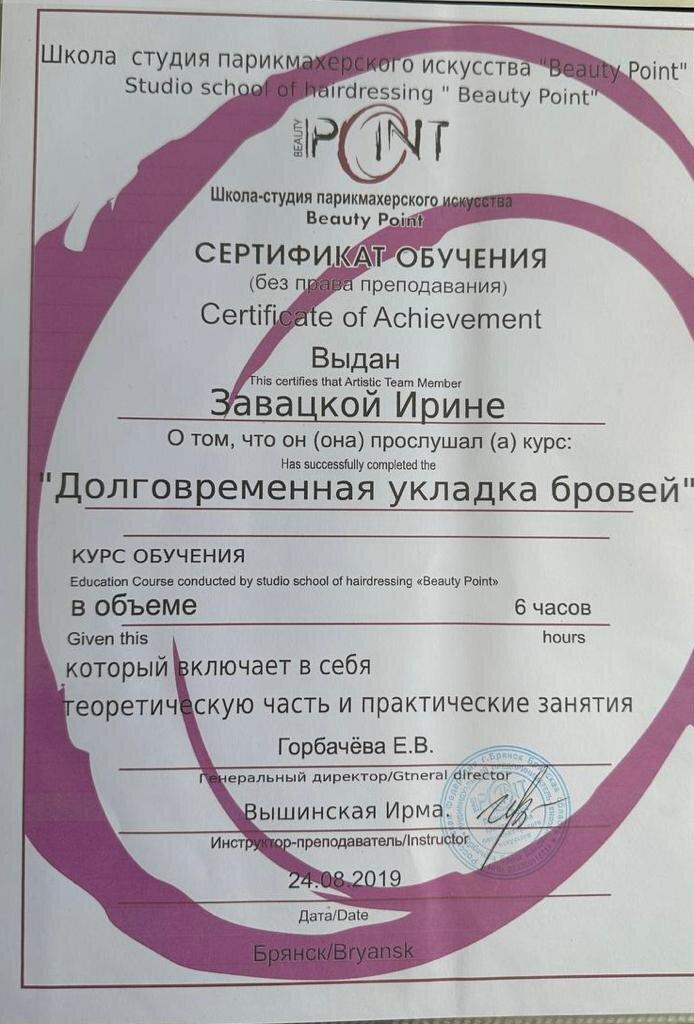 Школа студия парикмахерского искусства "Beauty Point"
Studio school of hairdressing " Beauty Point"
BEAUTY POINT
Школа-студия парикмахерского искусства
Beauty Point
СЕРТИФИКАТ ОБУЧЕНИЯ
(без права преподавания)
Certificate of Achievement
Выдан
This certifies that Artistic Team Member
Завацкой Ирине
О том, что он (она) прослушал (а) курс:
Has successfully completed the
"Долговременная укладка бровей"
КУРС ОБУЧЕНИЯ
Education Course conducted by studio school of hairdressing «Beauty Point»
в объеме 6 часов
Given this hours
который включает в себя
теоретическую часть и практические занятия
Горбачёва Е.В.
Генеральный директор/Gtneral director
Вышинская Ирма.
Инструктор-преподаватель/Instructor
24.08.2019
Дата/Date
Брянск/Bryansk